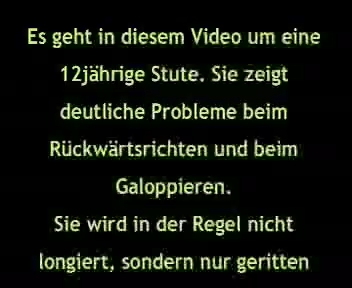 Es geht in diesem Video um eine
12jährige Stute. Sie zeigt
deutliche Probleme beim
Rückwärtsrichten und beim
Galoppieren.
Sie wird in der Regel nicht
longiert, sondern nur geritten